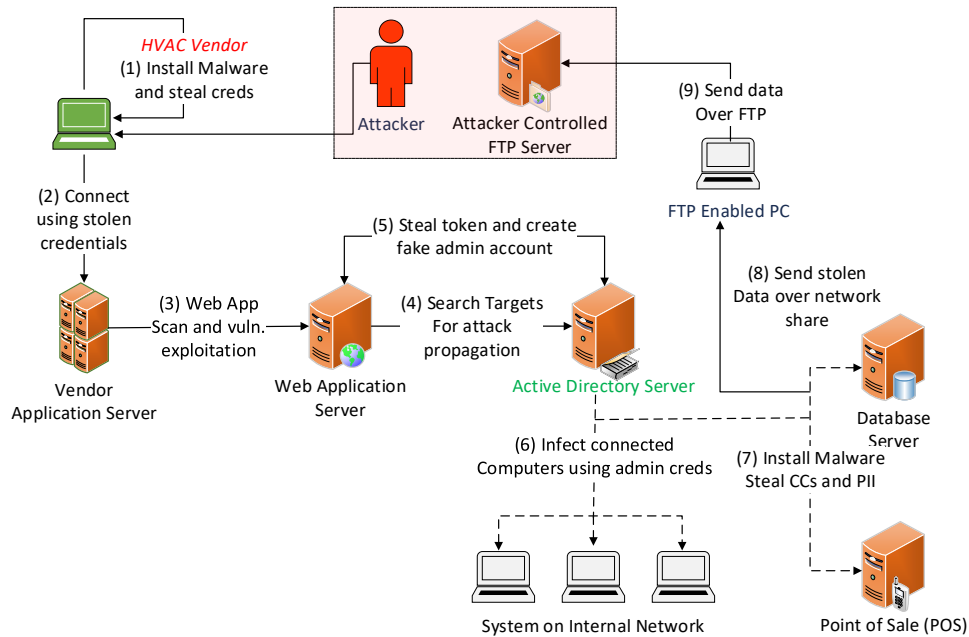 HVAC Vendor
(1) Install Malware
and steal creds
Attacker
Attacker Controlled
FTP Server
(9) Send data
Over FTP
FTP Enabled PC
(2) Connect
using stolen
credentials
(5) Steal token and create
fake admin account
(8) Send stolen
Data over network
share
(3) Web App
Scan and vuln.
exploitation
(4) Search Targets
For attack
propagation
Vendor
Application Server
Web Application
Server
Active Directory Server
Database
Server
(6) Infect connected
Computers using admin creds
(7) Install Malware
Steal CCs and PII
System on Internal Network
Point of Sale (POS)